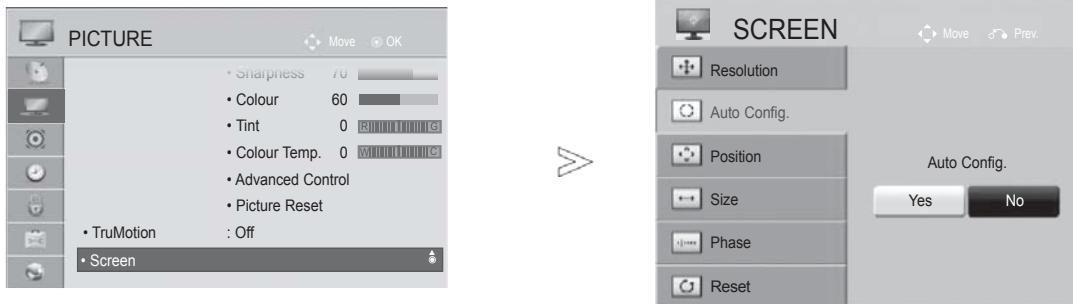 PICTURE
Move OK
• Sharpness 70
• Colour 60
• Tint 0 R G
• Colour Temp. 0 W C
• Advanced Control
• Picture Reset
• TruMotion : Off
• Screen
SCREEN
Move Prev.
Resolution
Auto Config.
Position
Size
Phase
Reset
Auto Config.
Yes No